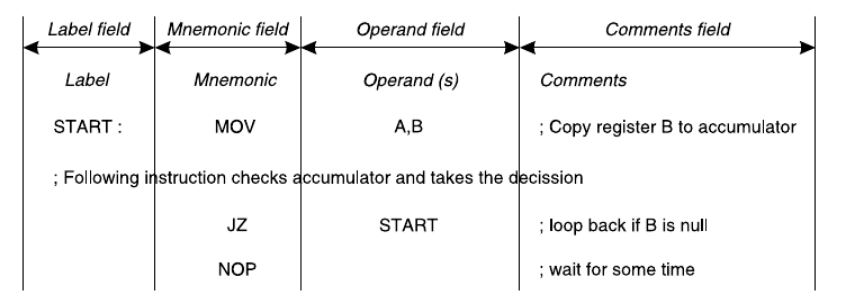 Label field Mnemonic field Operand field Comments field
Label Mnemonic Operand (s) Comments
START : MOV A,B ; Copy register B to accumulator
; Following instruction checks accumulator and takes the decission
JZ START ; loop back if B is null
NOP ; wait for some time